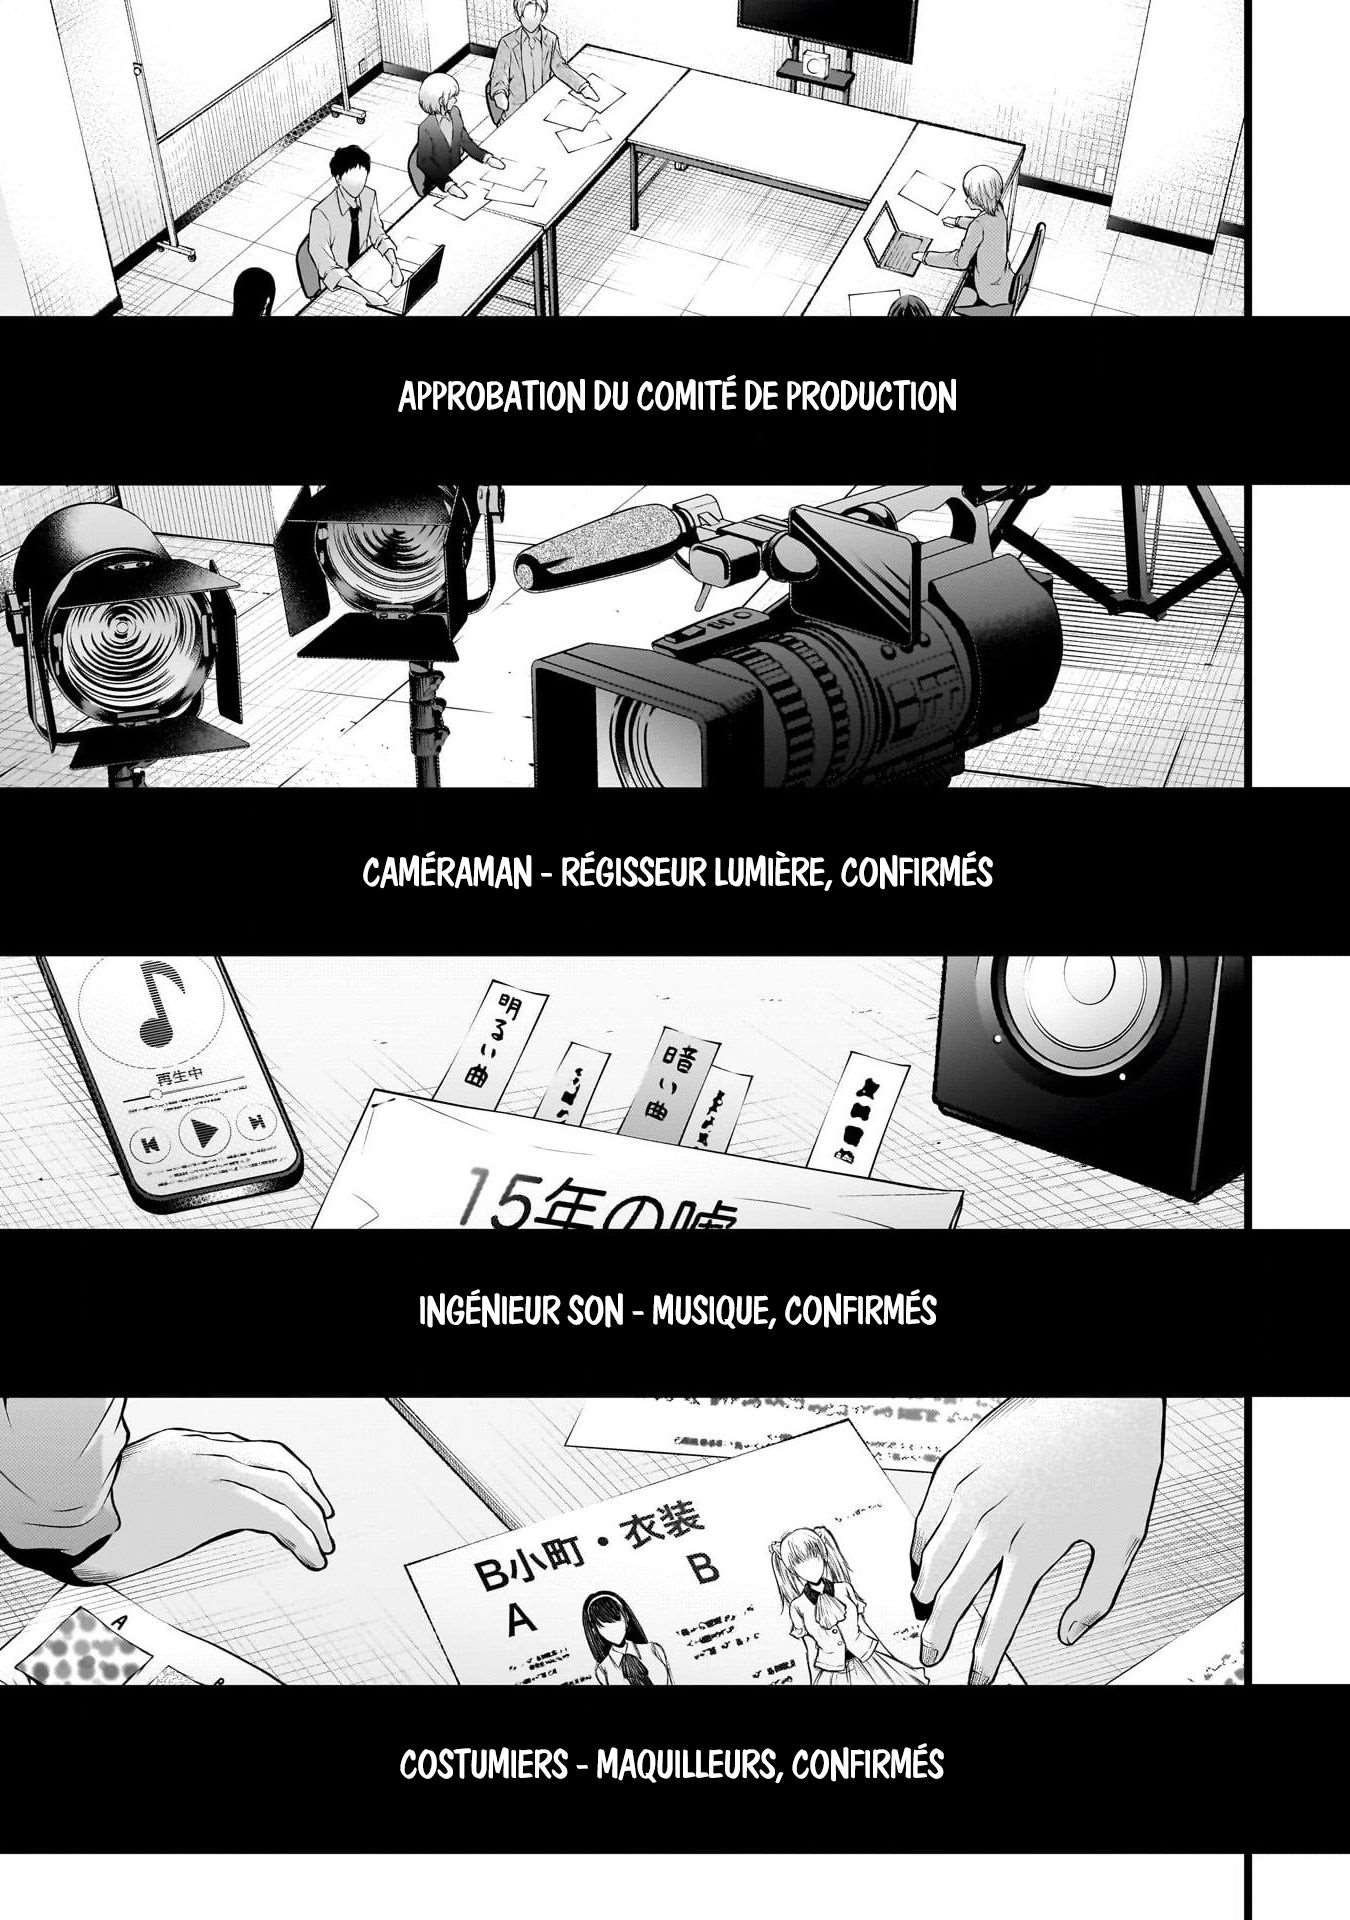 APPROBATION DU COMITÉ DE PRODUCTION
CAMÉRAMAN - RÉGISSEUR LUMIÈRE, CONFIRMÉS
再生中
明るい曲
暗い曲
15年の嘘
INGÉNIEUR SON - MUSIQUE, CONFIRMÉS
B小町・衣装
A
B
A
B
COSTUMIERS - MAQUILLEURS, CONFIRMÉS